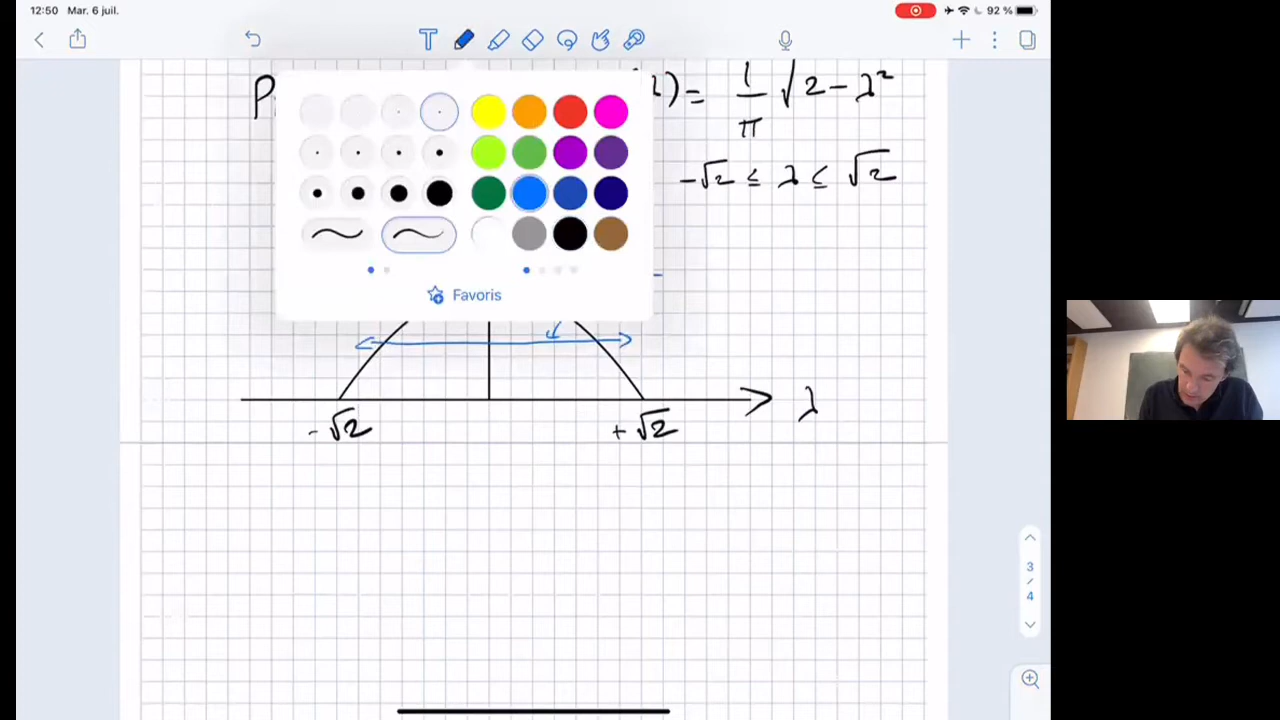 12:50 Mar. 6 juil. 92 %
T
P λ) = 1/π √2 − λ²
−√2 ≤ λ ≤ √2
Favoris
λ
− √2 + √2
3
/
4